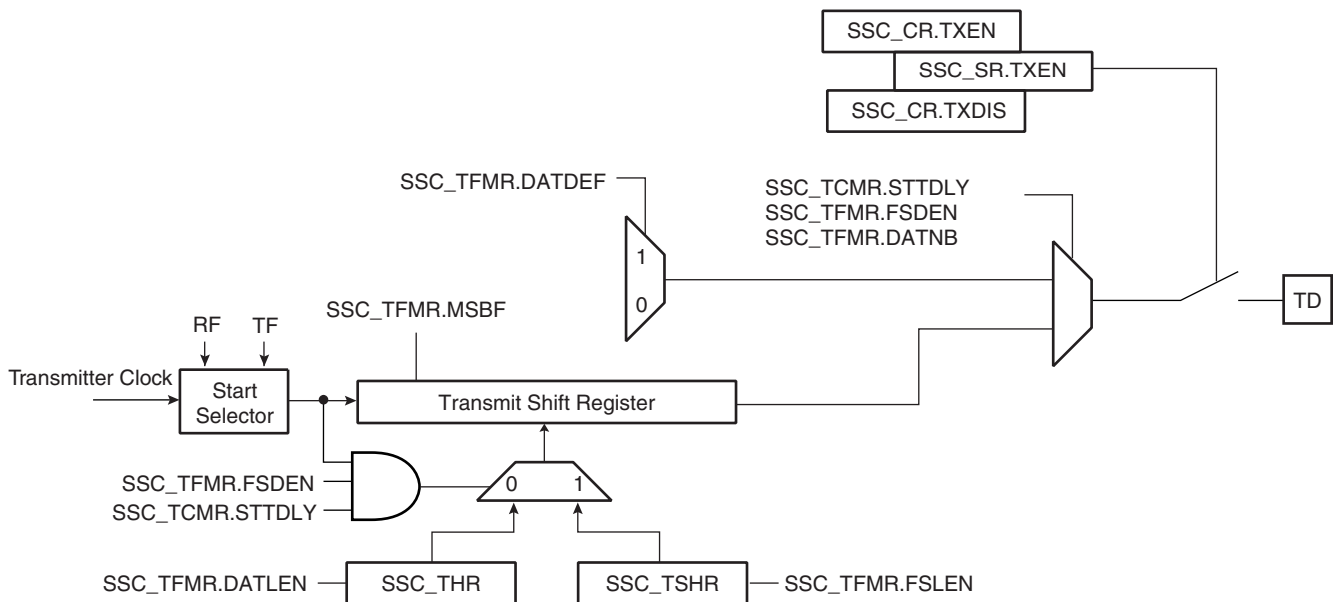 SSC_CR.TXEN
SSC_SR.TXEN
SSC_CR.TXDIS
SSC_TFMR.DATDEF
SSC_TCMR.STTDLY
SSC_TFMR.FSDEN
SSC_TFMR.DATNB
1
0
TD
SSC_TFMR.MSBF
RF
TF
Transmitter Clock
Start
Selector
Transmit Shift Register
SSC_TFMR.FSDEN
SSC_TCMR.STTDLY
0
1
SSC_TFMR.DATLEN
SSC_THR
SSC_TSHR
SSC_TFMR.FSLEN